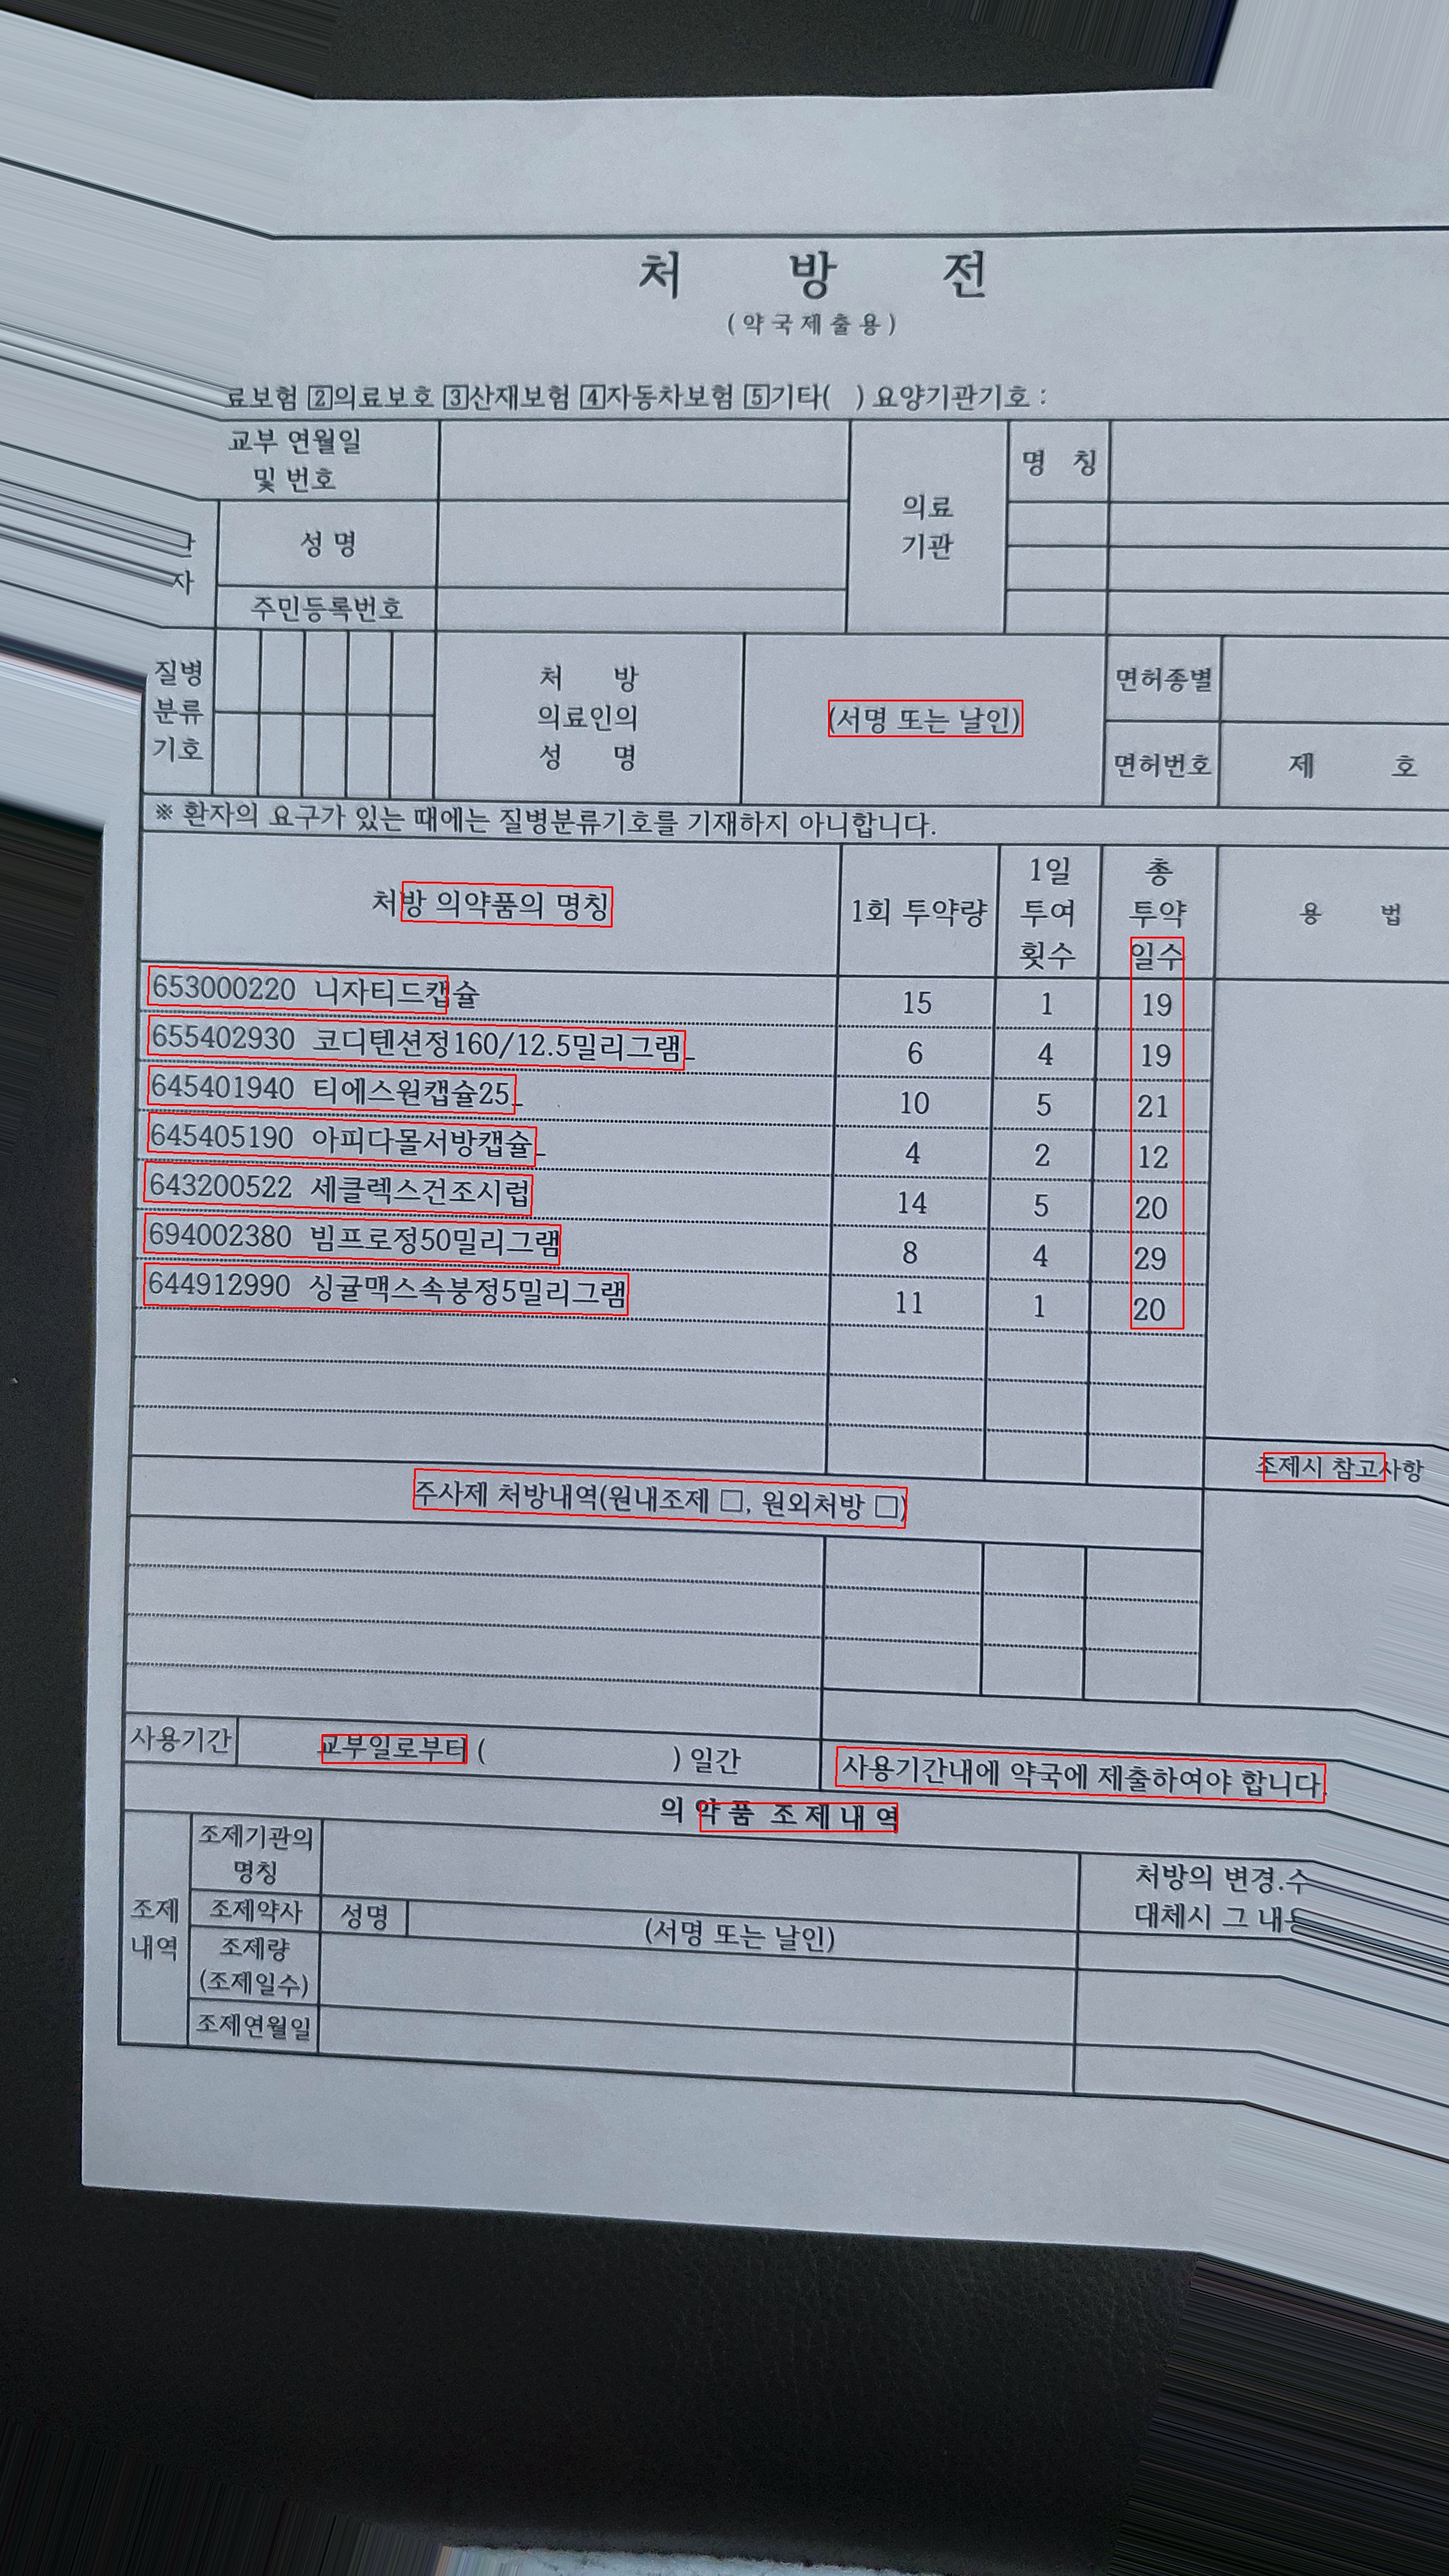 처 방 전
(약국제출용)
료보험 2의료보호 3산재보험 4자동차보험 5기타( ) 요양기관기호 :
교부 연월일
및 번호
의료
기관
명 칭
성명
자
주민등록번호
질병
분류
기호
처 방
의료인의
성 명
(서명 또는 날인)
면허종별
면허번호 제 호
※ 환자의 요구가 있는 때에는 질병분류기호를 기재하지 아니합니다.
처방 의약품의 명칭 1회 투약량
1일
투여
횟수
총
투약
일수
용 법
653000220 니자티드캡슐 15 1 19
655402930 코디텐션정160/12.5밀리그램_ 6 4 19
645401940 티에스원캡슐25_ 10 5 21
645405190 아피다몰서방캡슐_ 4 2 12
643200522 세클렉스건조시럽 14 5 20
694002380 빔프로정50밀리그램 8 4 29
644912990 싱귤맥스속붕정5밀리그램 11 1 20
조제시 참고사항
주사제 처방내역(원내조제 □, 원외처방 □)
사용기간 교부일로부터 ( ) 일간 사용기간내에 약국에 제출하여야 합니다.
의 약 품 조 제 내 역
조제
내역
조제기관의
명칭
처방의 변경.수
대체시 그 내
조제약사 성명 (서명 또는 날인)
조제량
(조제일수)
조제연월일